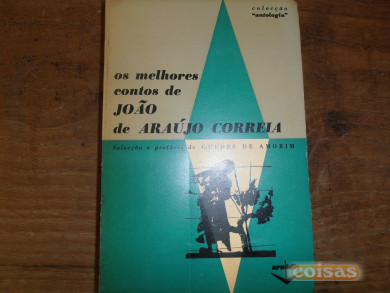 colecção
"antologia"
os melhores
contos de
JOÃO
de ARAÚJO CORREIA
Selecção e prefácio de GUEDES DE AMORIM
coisas